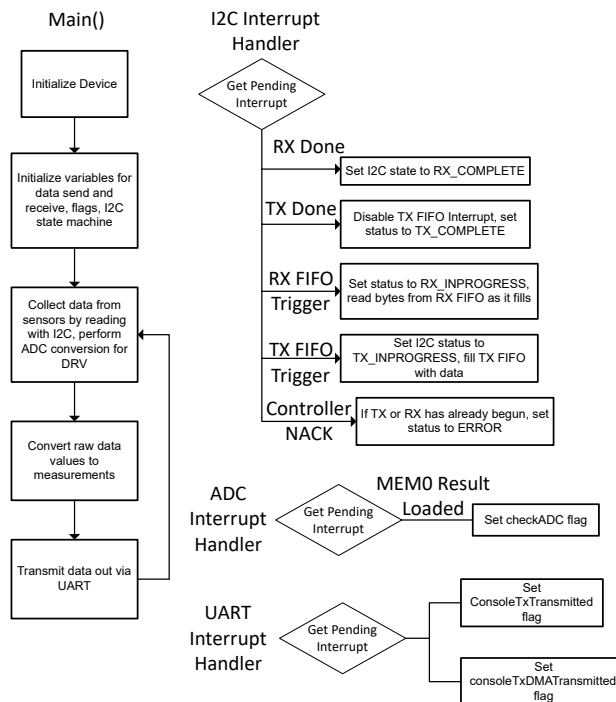 Main()
Initialize Device
Initialize variables for
data send and
receive, flags, I2C
state machine
Collect data from
sensors by reading
with I2C, perform
ADC conversion for
DRV
Convert raw data
values to
measurements
Transmit data out via
UART
I2C Interrupt
Handler
Get Pending
Interrupt
RX Done
Set I2C state to RX_COMPLETE
TX Done
Disable TX FIFO Interrupt, set
status to TX_COMPLETE
RX FIFO
Trigger
Set status to RX_INPROGRESS,
read bytes from RX FIFO as it fills
TX FIFO
Trigger
Set I2C status to
TX_INPROGRESS, fill TX FIFO
with data
Controller
NACK
If TX or RX has already begun, set
status to ERROR
ADC
Interrupt
Handler
Get Pending
Interrupt
MEM0 Result
Loaded
Set checkADC flag
UART
Interrupt
Handler
Get Pending
Interrupt
Set
ConsoleTxTransmitted
flag
Set
consoleTxDMATransmitted
flag